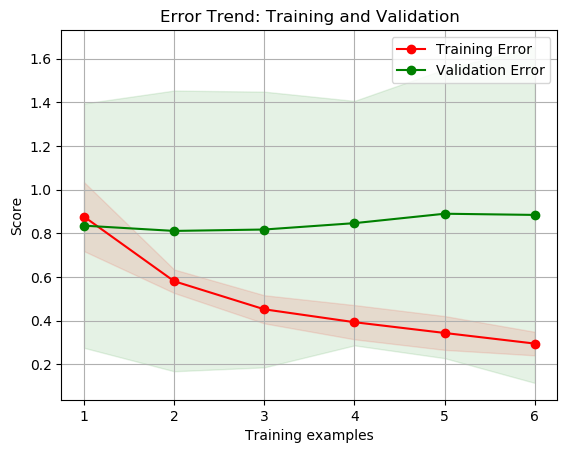 Error Trend: Training and Validation
Training Error
Validation Error
Score
1.6
1.4
1.2
1.0
0.8
0.6
0.4
0.2
1 2 3 4 5 6
Training examples